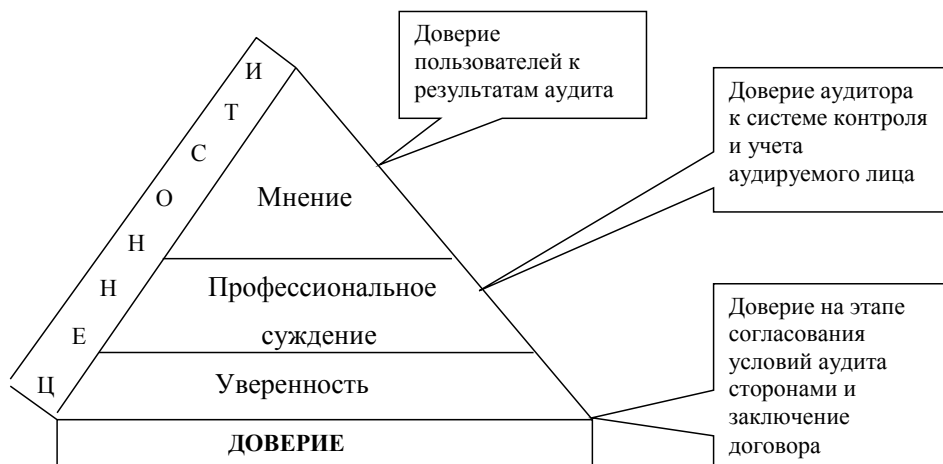 Доверие
пользователей к
результатам аудита
Доверие аудитора
к системе контроля
и учета
аудируемого лица
Доверие на этапе
согласования
условий аудита
сторонами и
заключение
договора
ЦЕННОСТИ
Мнение
Профессиональное
суждение
Уверенность
ДОВЕРИЕ